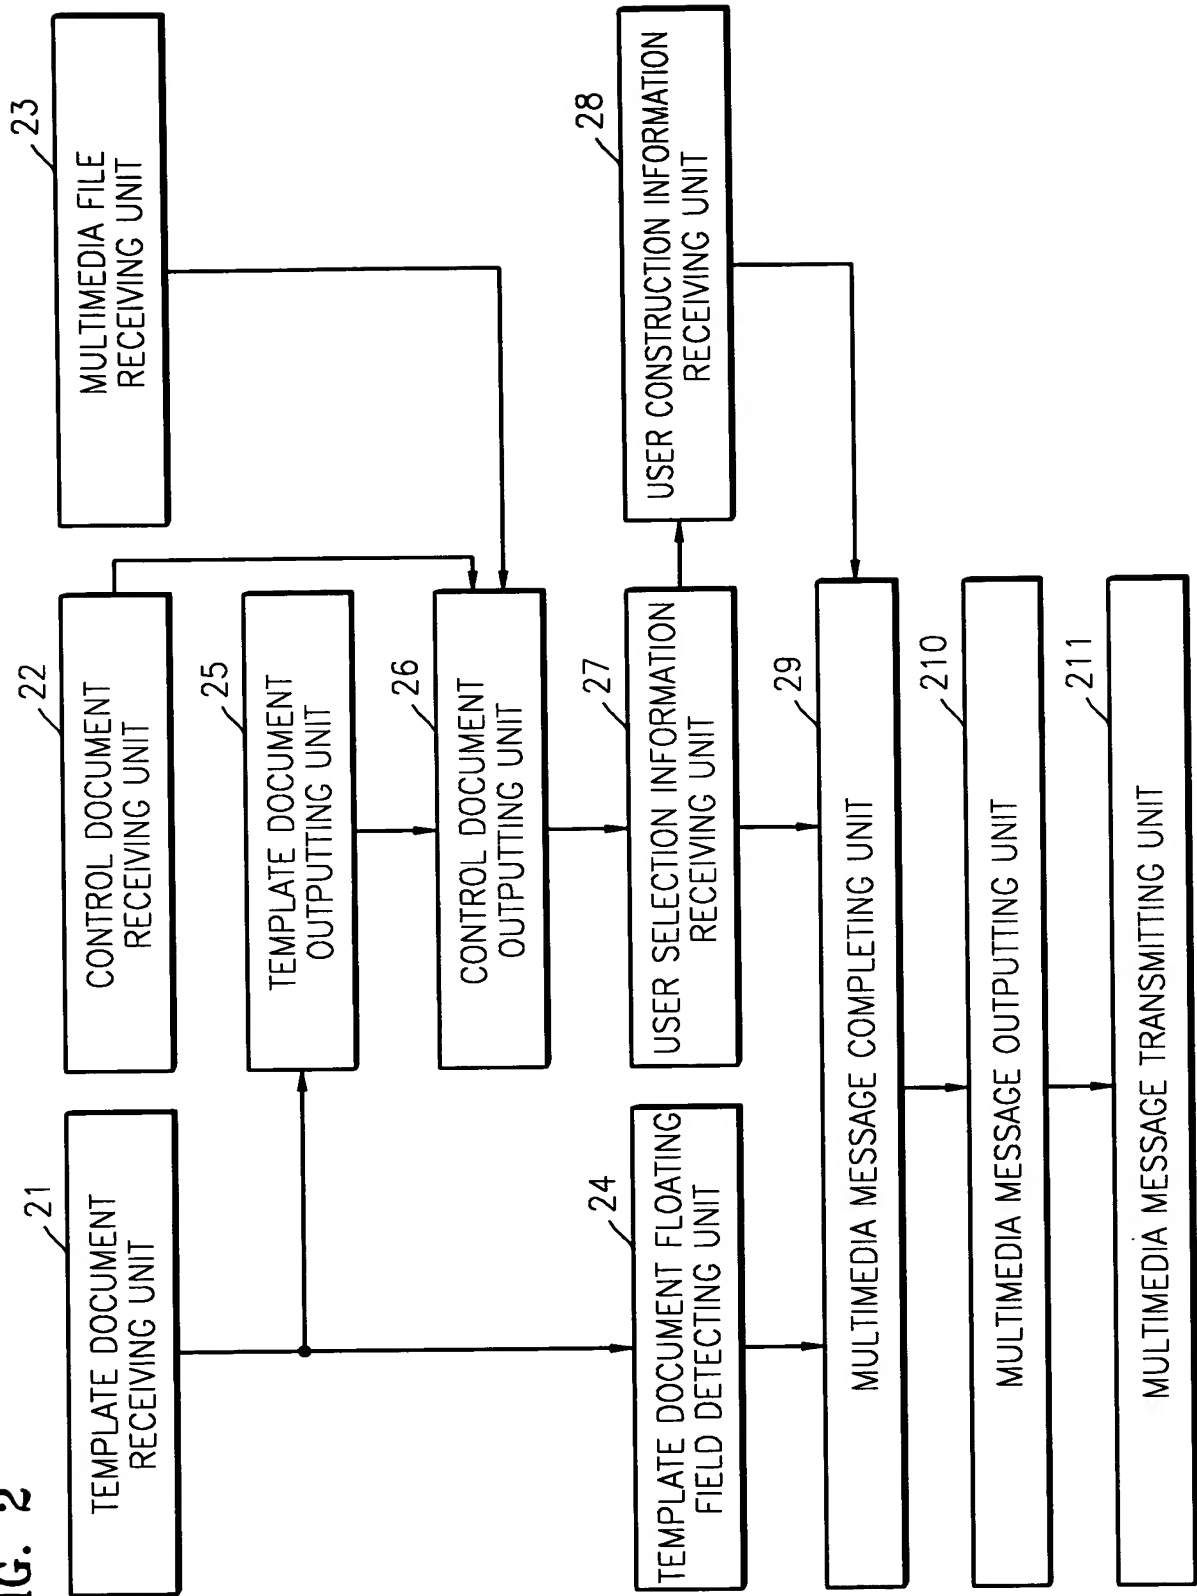 IG. 2
21
TEMPLATE DOCUMENT
RECEIVING UNIT
22
CONTROL DOCUMENT
RECEIVING UNIT
23
MULTIMEDIA FILE
RECEIVING UNIT
25
TEMPLATE DOCUMENT
OUTPUTTING UNIT
26
CONTROL DOCUMENT
OUTPUTTING UNIT
24
TEMPLATE DOCUMENT FLOATING
FIELD DETECTING UNIT
27
USER SELECTION INFORMATION
RECEIVING UNIT
28
USER CONSTRUCTION INFORMATION
RECEIVING UNIT
29
MULTIMEDIA MESSAGE COMPLETING UNIT
210
MULTIMEDIA MESSAGE OUTPUTTING UNIT
211
MULTIMEDIA MESSAGE TRANSMITTING UNIT